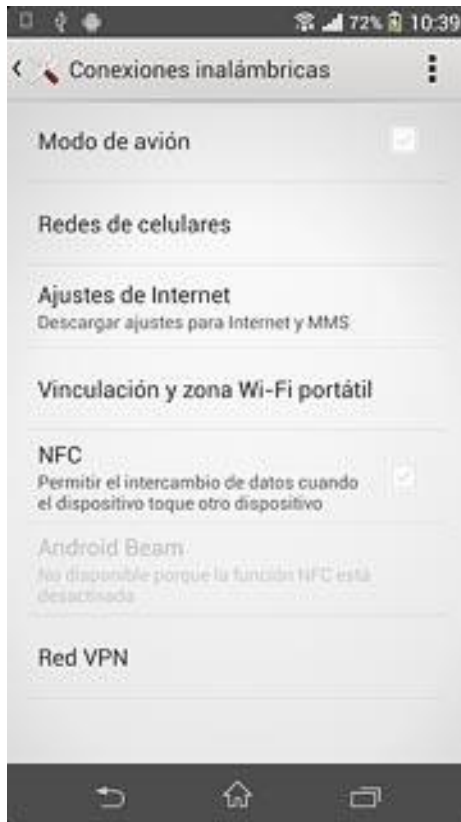 72% 10:39
Conexiones inalámbricas
Modo de avión
Redes de celulares
Ajustes de Internet
Descargar ajustes para Internet y MMS
Vinculación y zona Wi-Fi portátil
NFC
Permitir el intercambio de datos cuando
el dispositivo toque otro dispositivo
Android Beam
No disponible porque la función NFC está
desactivada
Red VPN